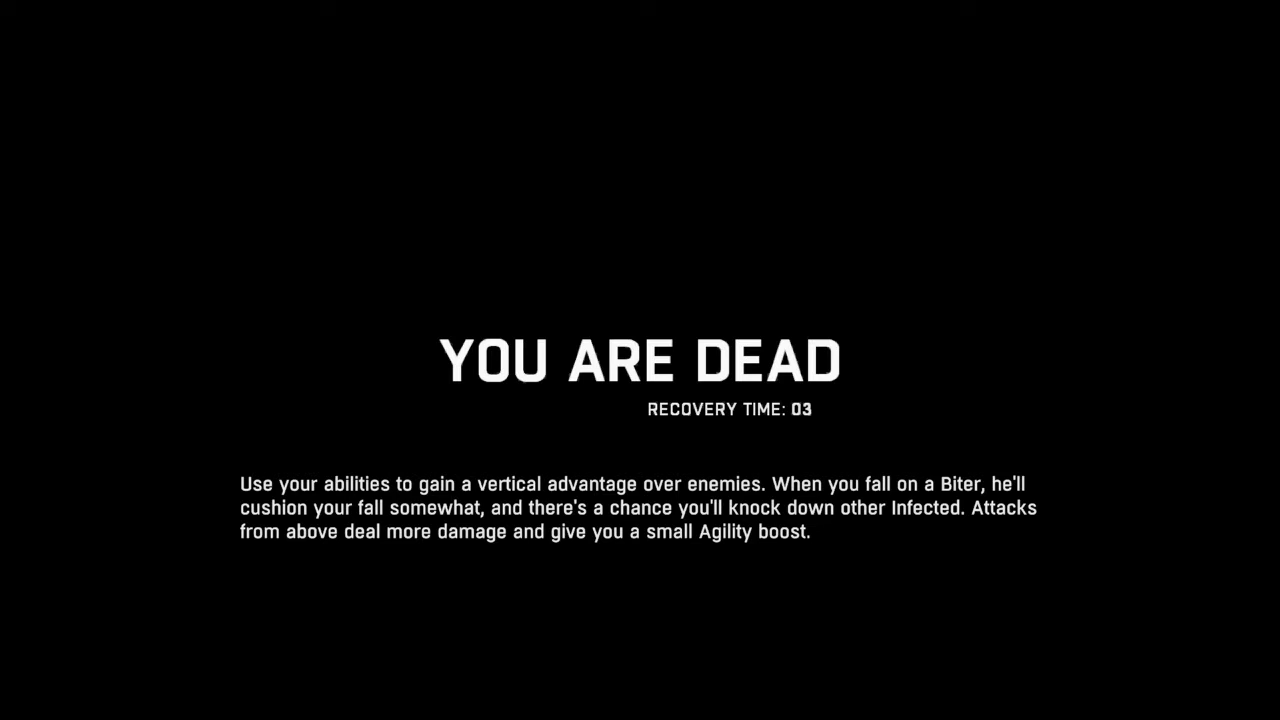 YOU ARE DEAD
RECOVERY TIME: 03
Use your abilities to gain a vertical advantage over enemies. When you fall on a Biter, he'll
cushion your fall somewhat, and there's a chance you'll knock down other Infected. Attacks
from above deal more damage and give you a small Agility boost.